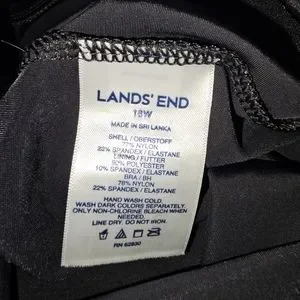 LANDS' END
18W
MADE IN SRI LANKA
SHELL / OBERSTOFF
77% NYLON
SPANDEX / ELASTANE
LINING / FUTTER
90% POLYESTER
10% SPANDEX / ELASTANE
BRA / BH
78% NYLON
22% SPANDEX / ELASTANE
HAND WASH COLD.
WASH DARK COLORS SEPARATELY.
ONLY NON-CHLORINE BLEACH WHEN
NEEDED.
LINE DRY. DO NOT IRON.
RN 62830